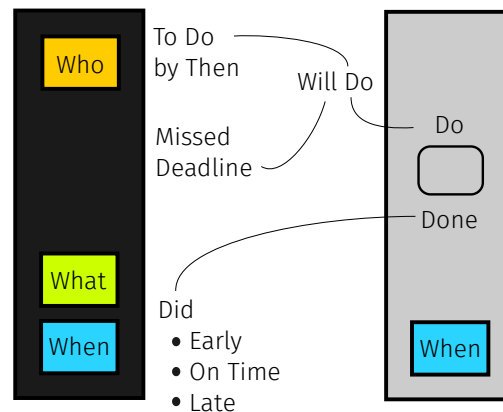 Who
To Do
by Then
Will Do
Missed
Deadline
Do
Done
What
When
Did
• Early
• On Time
• Late
When